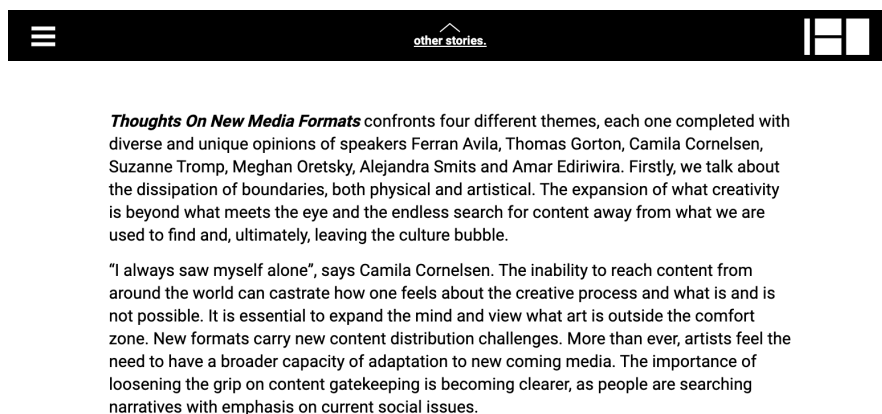 other stories.
Thoughts On New Media Formats confronts four different themes, each one completed with
diverse and unique opinions of speakers Ferran Avila, Thomas Gorton, Camila Cornelsen,
Suzanne Tromp, Meghan Oretsky, Alejandra Smits and Amar Ediriwira. Firstly, we talk about
the dissipation of boundaries, both physical and artistical. The expansion of what creativity
is beyond what meets the eye and the endless search for content away from what we are
used to find and, ultimately, leaving the culture bubble.
“I always saw myself alone”, says Camila Cornelsen. The inability to reach content from
around the world can castrate how one feels about the creative process and what is and is
not possible. It is essential to expand the mind and view what art is outside the comfort
zone. New formats carry new content distribution challenges. More than ever, artists feel the
need to have a broader capacity of adaptation to new coming media. The importance of
loosening the grip on content gatekeeping is becoming clearer, as people are searching
narratives with emphasis on current social issues.